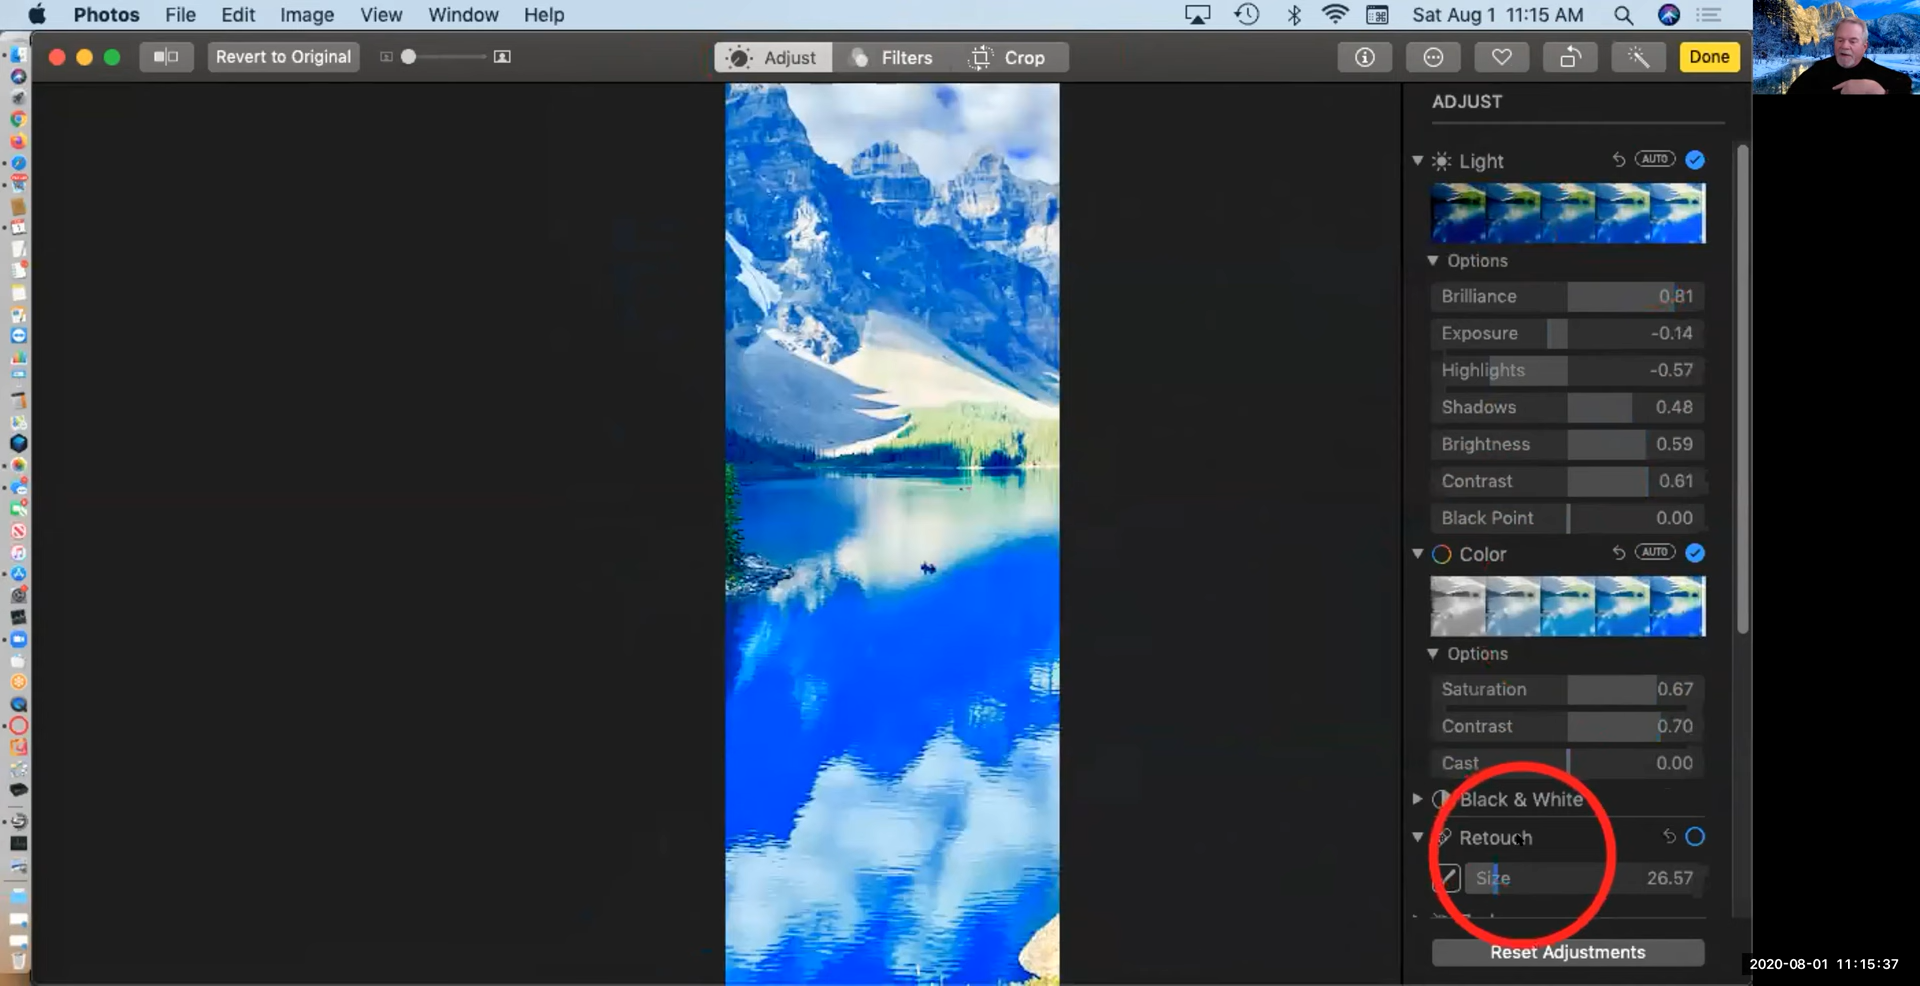 Photos File Edit Image View Window Help Sat Aug 1 11:15 AM
Revert to Original Adjust Filters Crop Done
ADJUST
Light AUTO
Options
Brilliance 0.81
Exposure -0.14
Highlights -0.57
Shadows 0.48
Brightness 0.59
Contrast 0.61
Black Point 0.00
Color AUTO
Options
Saturation 0.67
Contrast 0.70
Cast 0.00
Black & White
Retouch
Size 26.57
Reset Adjustments
2020-08-01 11:15:37